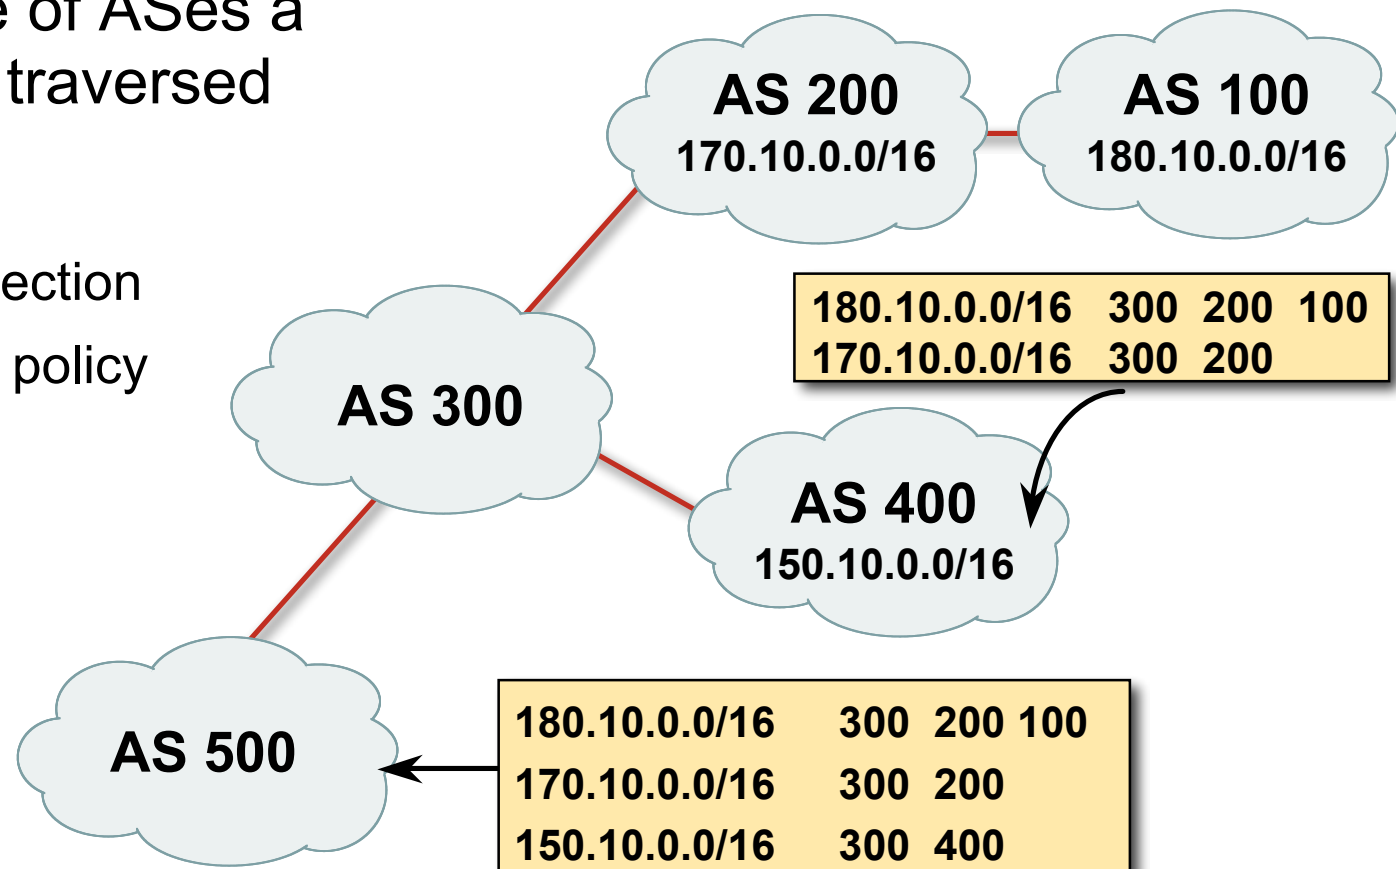 e of ASes a
traversed
ection
policy
AS 200
170.10.0.0/16
AS 100
180.10.0.0/16
180.10.0.0/16 300 200 100
170.10.0.0/16 300 200
AS 300
AS 400
150.10.0.0/16
AS 500
180.10.0.0/16 300 200 100
170.10.0.0/16 300 200
150.10.0.0/16 300 400